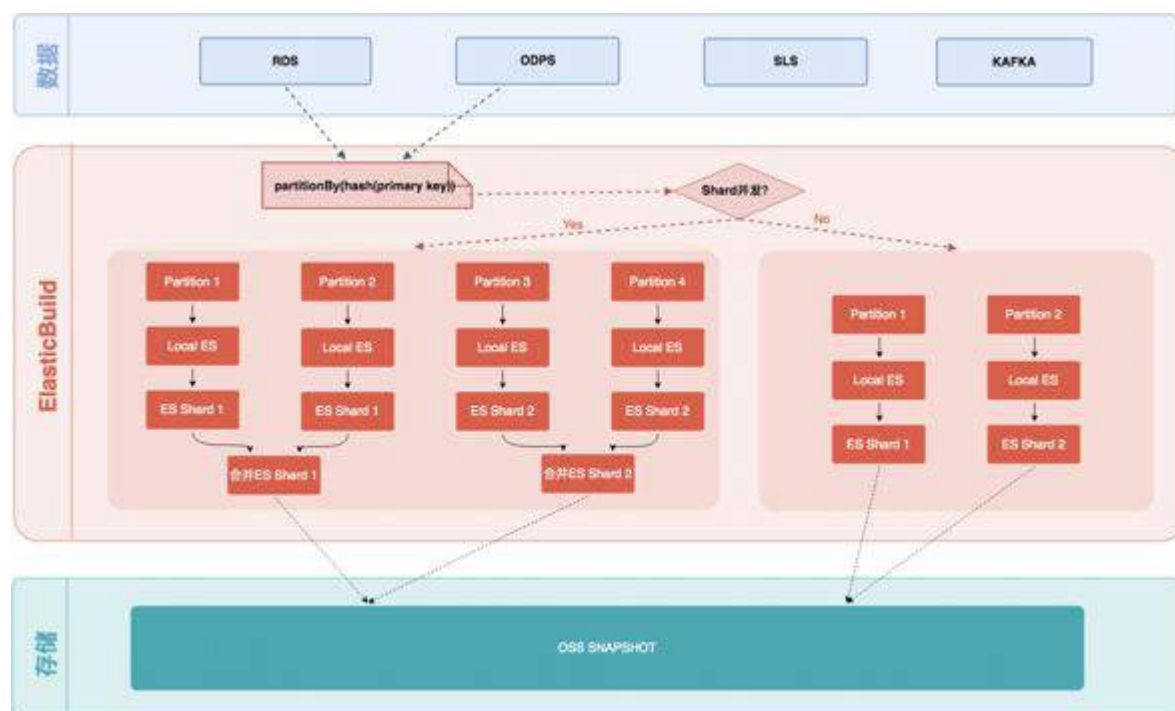 数据
RDS
ODPS
SLS
KAFKA
ElasticBuild
partitionBy(hash(primary key))
Shard并发?
Yes
No
Partition 1
Partition 2
Partition 3
Partition 4
Local ES
Local ES
Local ES
Local ES
ES Shard 1
ES Shard 1
ES Shard 2
ES Shard 2
合并ES Shard 1
合并ES Shard 2
Partition 1
Partition 2
Local ES
Local ES
ES Shard 1
ES Shard 2
存储
OSS SNAPSHOT